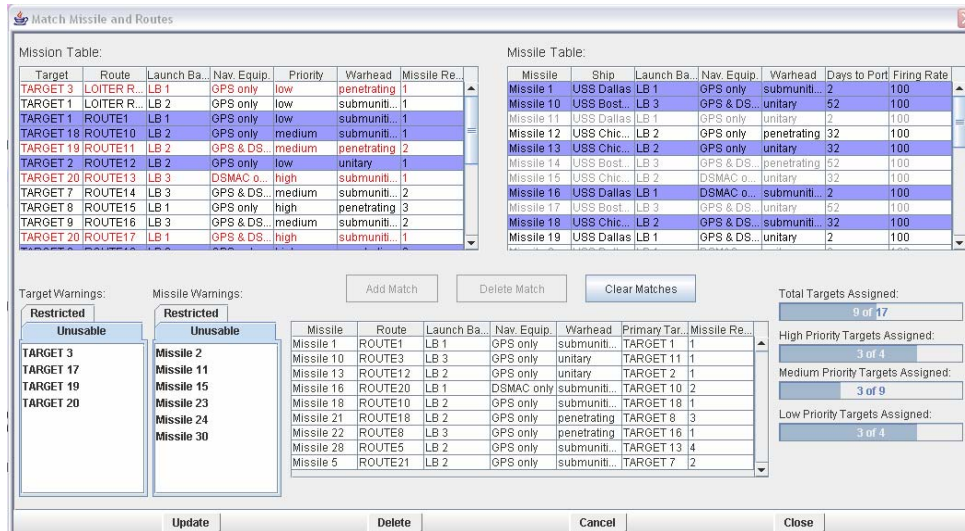 Match Missile and Routes
Mission Table:
Target Route Launch Ba... Nav. Equip. Priority Warhead Missile Re...
TARGET 3 LOITER R... LB 1 GPS only low penetrating 1
TARGET 1 LOITER R... LB 2 GPS only low submuniti... 1
TARGET 1 ROUTE1 LB 1 GPS only low submuniti... 1
TARGET 18 ROUTE10 LB 2 GPS only medium submuniti... 1
TARGET 19 ROUTE11 LB 2 GPS & DS... medium penetrating 2
TARGET 2 ROUTE12 LB 2 GPS only low unitary 1
TARGET 20 ROUTE13 LB 3 DSMAC o... high submuniti... 1
TARGET 7 ROUTE14 LB 3 GPS & DS... medium submuniti... 2
TARGET 8 ROUTE15 LB 1 GPS only high penetrating 3
TARGET 9 ROUTE16 LB 3 GPS & DS... medium submuniti... 2
TARGET 20 ROUTE17 LB 1 GPS & DS... high submuniti... 1
Missile Table:
Missile Ship Launch Ba... Nav. Equip. Warhead Days to Port Firing Rate
Missile 1 USS Dallas LB 1 GPS only submuniti... 2 100
Missile 10 USS Bost... LB 3 GPS & DS... unitary 52 100
Missile 11 USS Dallas LB 1 GPS only unitary 2 100
Missile 12 USS Chic... LB 2 GPS only penetrating 32 100
Missile 13 USS Chic... LB 2 GPS only unitary 32 100
Missile 14 USS Bost... LB 3 GPS & DS... penetrating 52 100
Missile 15 USS Chic... LB 2 DSMAC o... unitary 32 100
Missile 16 USS Dallas LB 1 DSMAC o... submuniti... 2 100
Missile 17 USS Bost... LB 3 GPS & DS... unitary 52 100
Missile 18 USS Chic... LB 2 GPS & DS... submuniti... 32 100
Missile 19 USS Dallas LB 1 GPS & DS... unitary 2 100
Add Match Delete Match Clear Matches
Target Warnings:
Restricted
Unusable
TARGET 3
TARGET 17
TARGET 19
TARGET 20
Missile Warnings:
Restricted
Unusable
Missile 2
Missile 11
Missile 15
Missile 23
Missile 24
Missile 30
Missile Route Launch Ba... Nav. Equip. Warhead Primary Tar... Missile Re...
Missile 1 ROUTE1 LB 1 GPS only submuniti... TARGET 1 1
Missile 10 ROUTE3 LB 3 GPS only unitary TARGET 11 1
Missile 13 ROUTE12 LB 2 GPS only unitary TARGET 2 1
Missile 16 ROUTE20 LB 1 DSMAC only submuniti... TARGET 10 2
Missile 18 ROUTE10 LB 2 GPS only submuniti... TARGET 18 1
Missile 21 ROUTE18 LB 2 GPS only penetrating TARGET 8 3
Missile 22 ROUTE8 LB 3 GPS only penetrating TARGET 16 1
Missile 28 ROUTE5 LB 2 GPS only submuniti... TARGET 13 4
Missile 5 ROUTE21 LB 2 GPS only submuniti... TARGET 7 2
Total Targets Assigned:
9 of 17
High Priority Targets Assigned:
3 of 4
Medium Priority Targets Assigned:
3 of 9
Low Priority Targets Assigned:
3 of 4
Update Delete Cancel Close